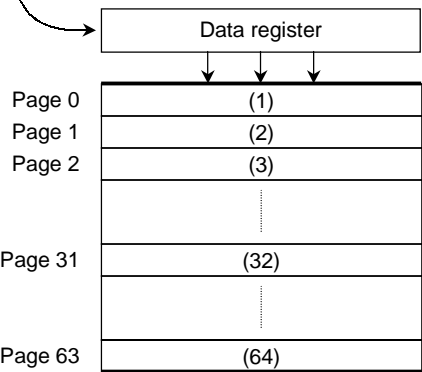 Data register
Page 0 (1)
Page 1 (2)
Page 2 (3)
Page 31 (32)
Page 63 (64)